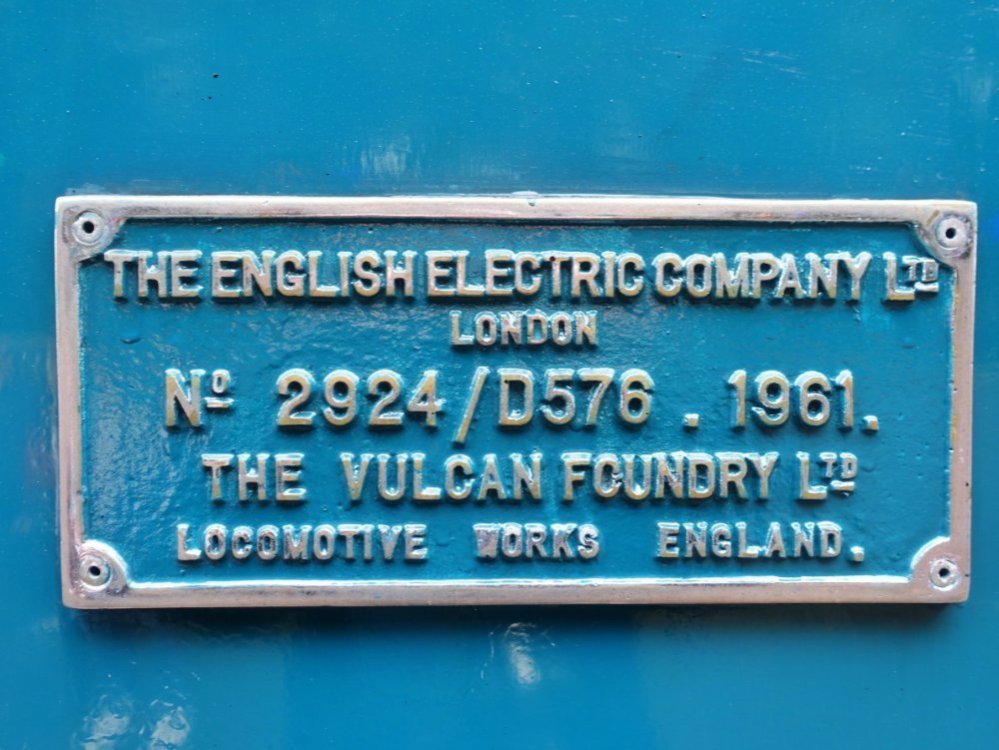 THE ENGLISH ELECTRIC COMPANY LTD
LONDON
Nº 2924/D576 . 1961.
THE VULCAN FOUNDRY LTD
LOCOMOTIVE WORKS ENGLAND.